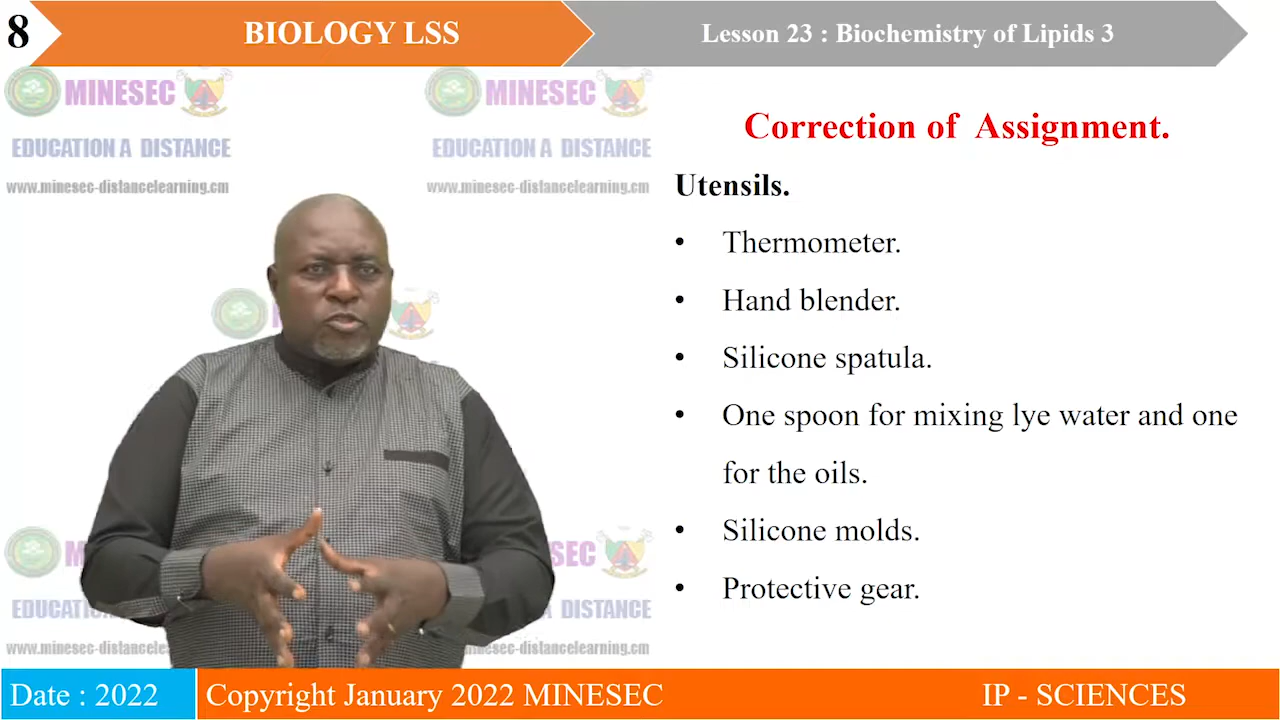 8
BIOLOGY LSS
Lesson 23 : Biochemistry of Lipids 3
MINESEC
MINESEC
EDUCATION A DISTANCE
EDUCATION A DISTANCE
www.minesec-distancelearning.cm
www.minesec-distancelearning.cm
Correction of Assignment.
Utensils.
• Thermometer.
• Hand blender.
• Silicone spatula.
• One spoon for mixing lye water and one
for the oils.
• Silicone molds.
• Protective gear.
Date : 2022
Copyright January 2022 MINESEC
IP - SCIENCES